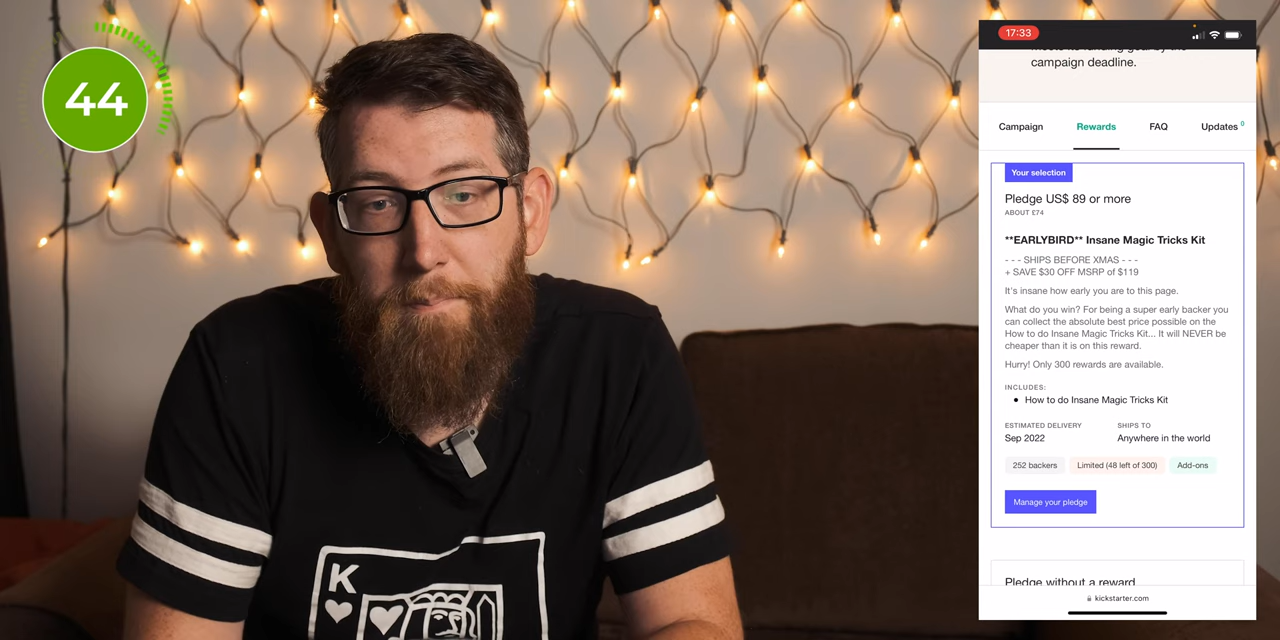 44
17:33
campaign deadline.
Campaign
Rewards
FAQ
Updates 0
Your selection
Pledge US$ 89 or more
ABOUT £74
**EARLYBIRD** Insane Magic Tricks Kit
- - - SHIPS BEFORE XMAS - - -
+ SAVE $30 OFF MSRP of $119
It's insane how early you are to this page.
What do you win? For being a super early backer you
can collect the absolute best price possible on the
How to do Insane Magic Tricks Kit... It will NEVER be
cheaper than it is on this reward.
Hurry! Only 300 rewards are available.
INCLUDES:
How to do Insane Magic Tricks Kit
ESTIMATED DELIVERY
Sep 2022
SHIPS TO
Anywhere in the world
252 backers
Limited (48 left of 300)
Add-ons
Manage your pledge
Pledge without a reward
kickstarter.com
K